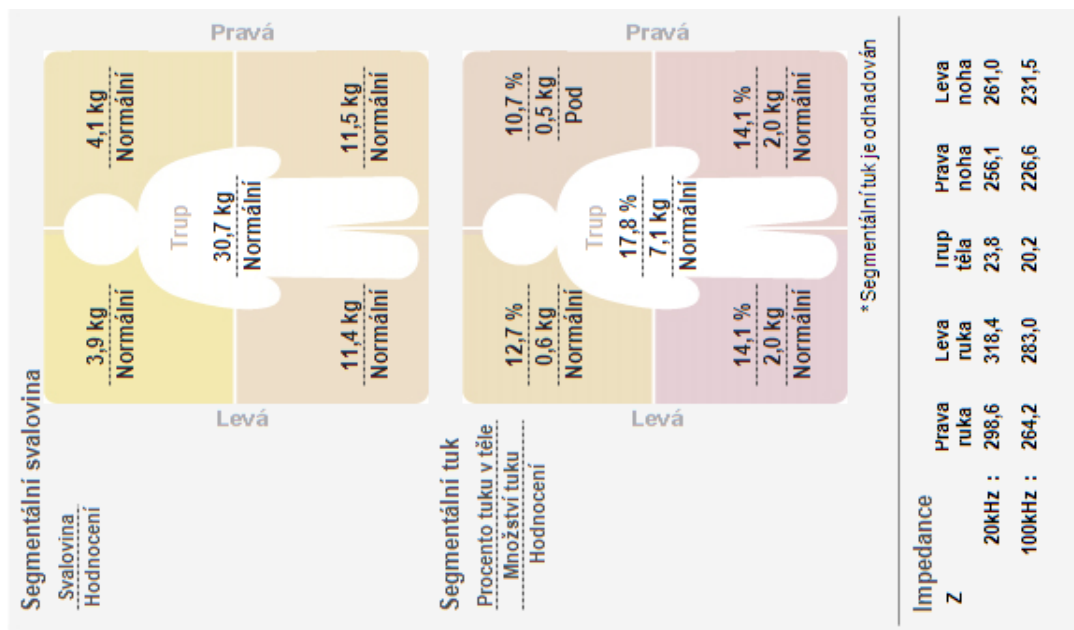 Segmentální svalovina
Svalovina
Hodnocení
Levá
Pravá
3,9 kg
Normální
4,1 kg
Normální
Trup
30,7 kg
Normální
11,4 kg
Normální
11,5 kg
Normální
Segmentální tuk
Procento tuku v těle
Množství tuku
Hodnocení
Levá
Pravá
12,7 %
0,6 kg
Normální
10,7 %
0,5 kg
Pod
Trup
17,8 %
7,1 kg
Normální
14,1 %
2,0 kg
Normální
14,1 %
2,0 kg
Normální
* Segmentální tuk je odhadován
Impedance
Z Prava Leva Trup Prava Leva
ruka ruka těla noha noha
20kHz : 298,6 318,4 23,8 256,1 261,0
100kHz : 264,2 283,0 20,2 226,6 231,5